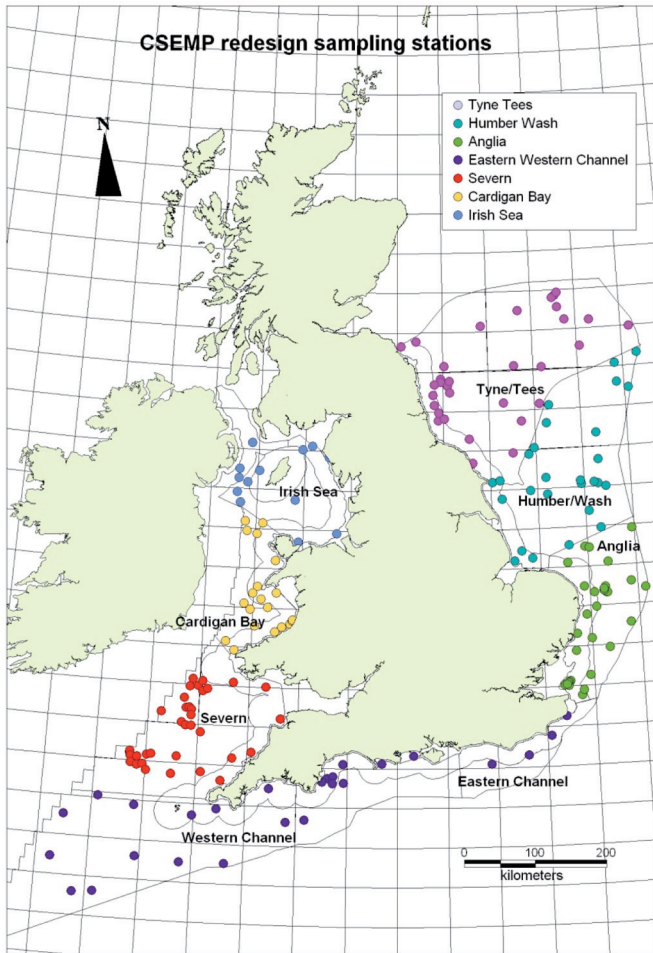 CSEMP redesign sampling stations
N
Tyne Tees
Humber Wash
Anglia
Eastern Western Channel
Severn
Cardigan Bay
Irish Sea
Tyne/Tees
Irish Sea
Humber/Wash
Anglia
Cardigan Bay
Severn
Eastern Channel
Western Channel
0 100 200
kilometers